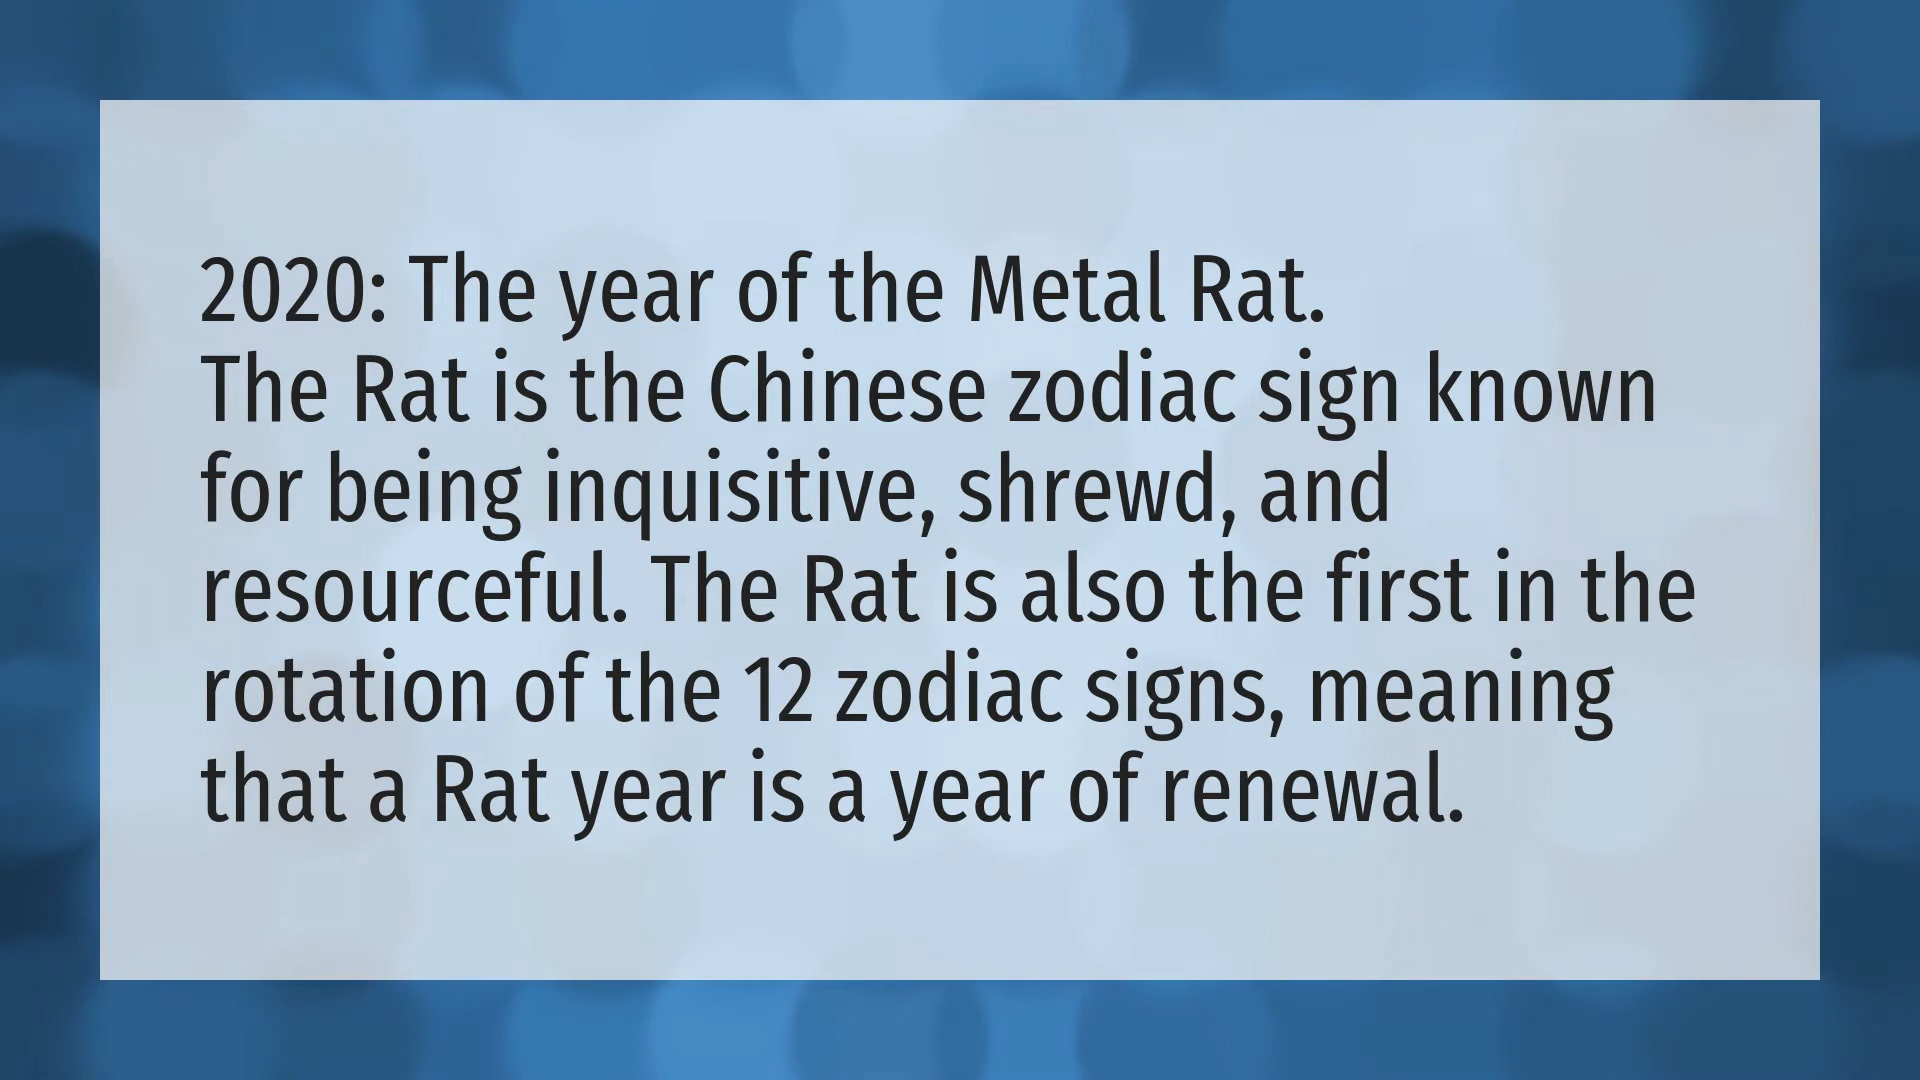 2020: The year of the Metal Rat.
The Rat is the Chinese zodiac sign known
for being inquisitive, shrewd, and
resourceful. The Rat is also the first in the
rotation of the 12 zodiac signs, meaning
that a Rat year is a year of renewal.